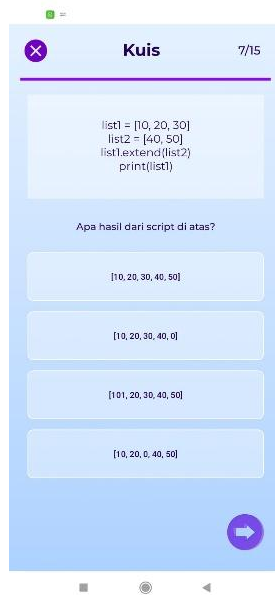 Kuis
7/15
list1 = [10, 20, 30]
list2 = [40, 50]
list1.extend(list2)
print(list1)
Apa hasil dari script di atas?
[10, 20, 30, 40, 50]
[10, 20, 30, 40, 0]
[101, 20, 30, 40, 50]
[10, 20, 0, 40, 50]